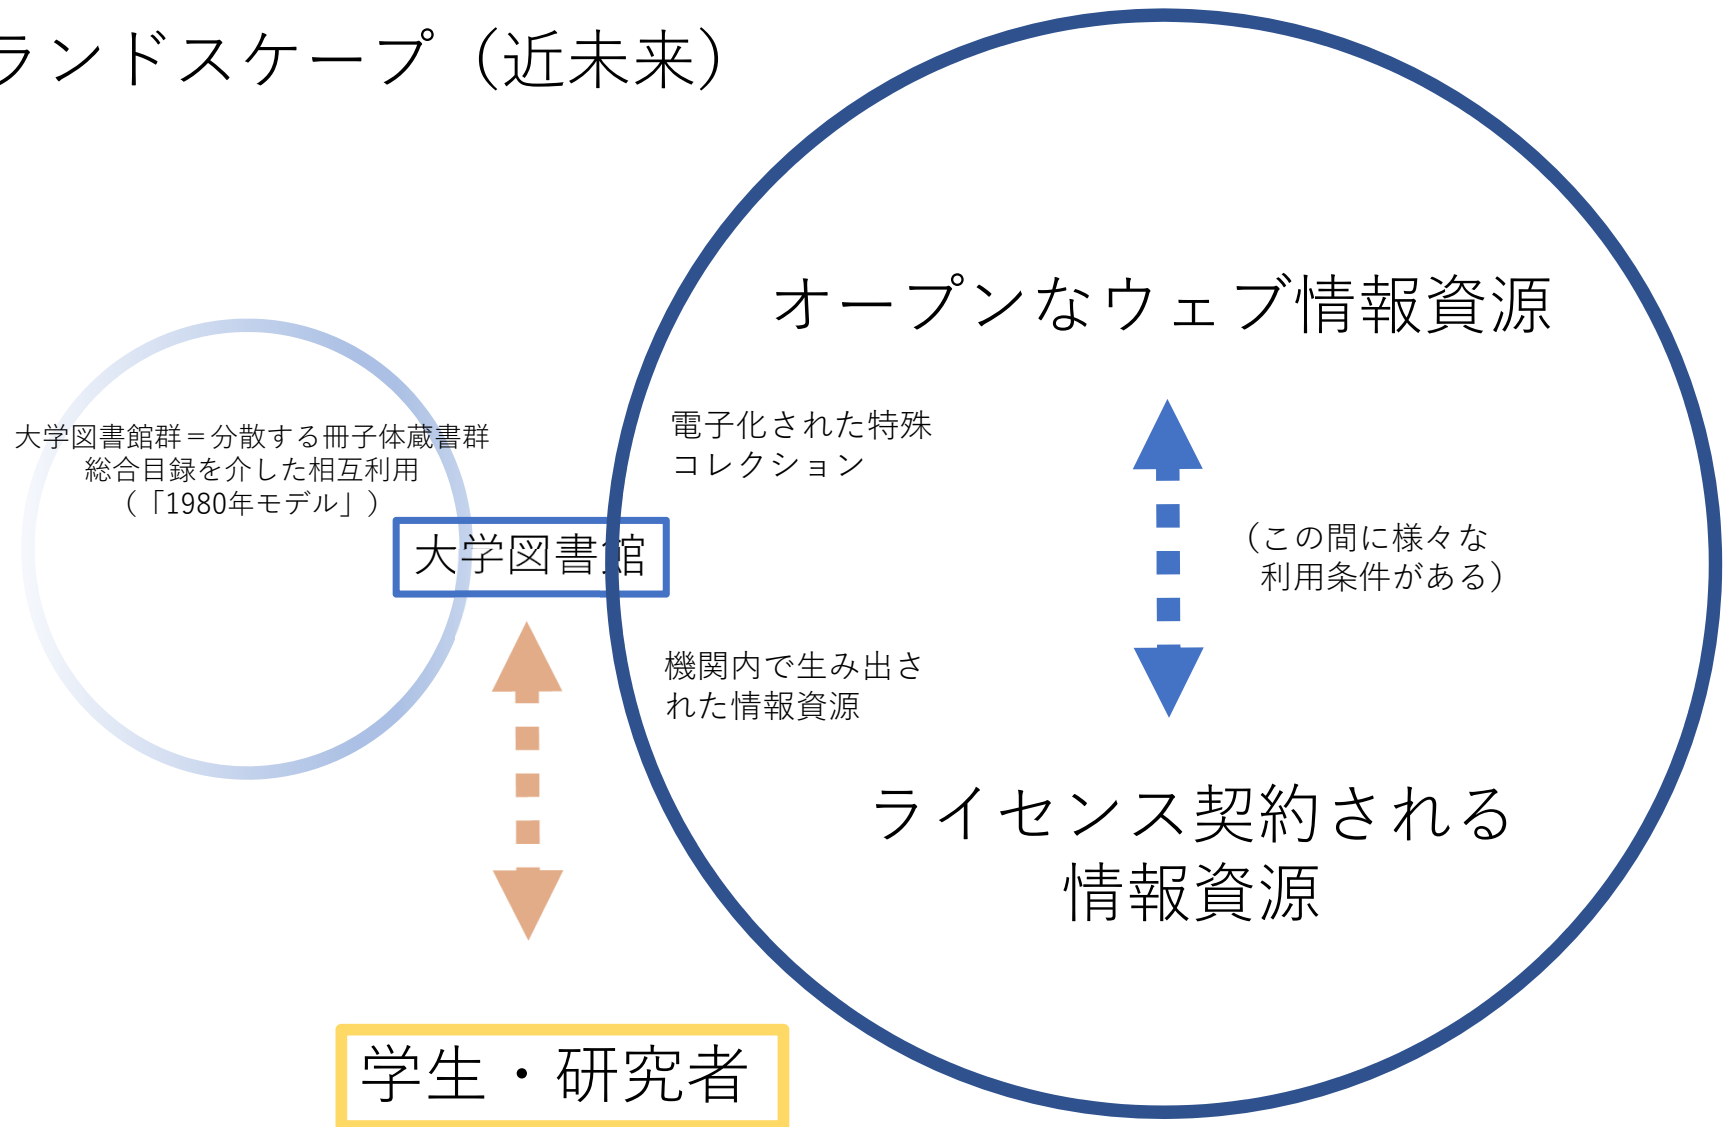 ランドスケープ（近未来）
オープンなウェブ情報資源
大学図書館群＝分散する冊子体蔵書群
総合目録を介した相互利用
（「1980年モデル」）
電子化された特殊
コレクション
大学図書館
（この間に様々な
利用条件がある）
機関内で生み出さ
れた情報資源
ライセンス契約される
情報資源
学生・研究者